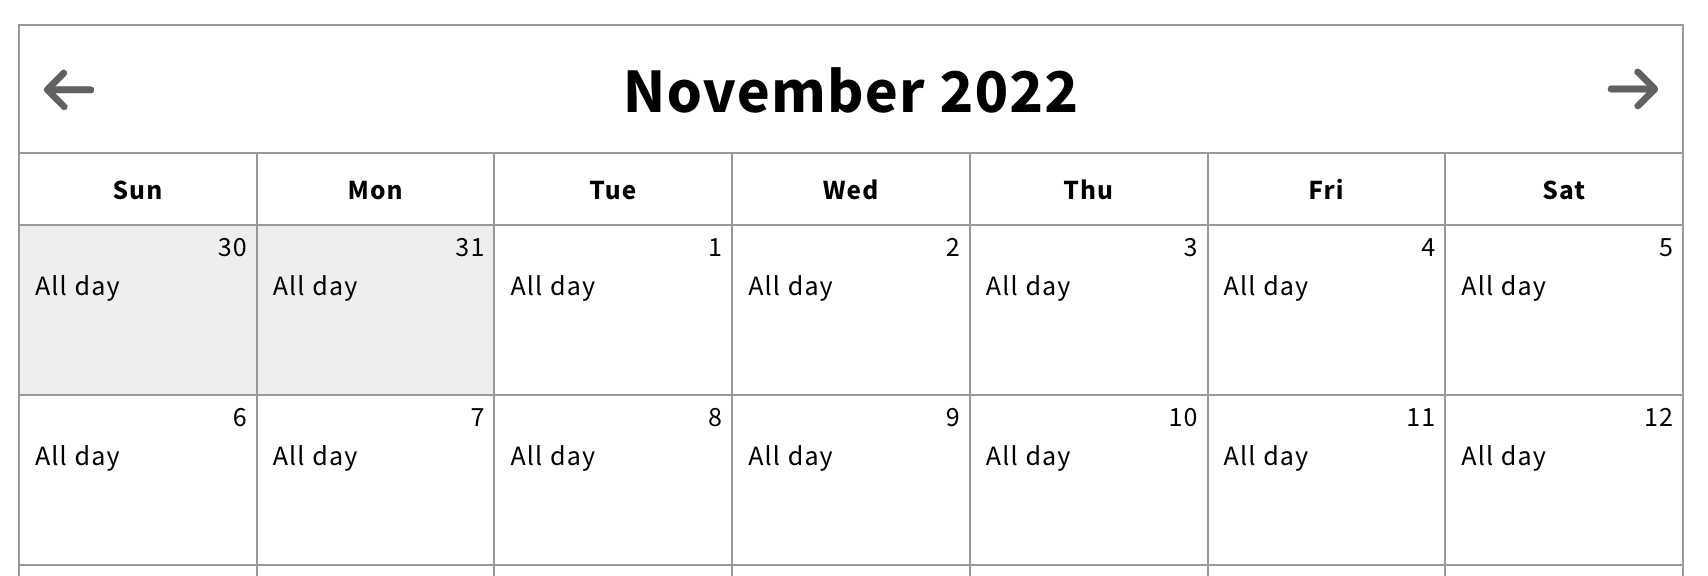 November 2022
Sun Mon Tue Wed Thu Fri Sat
30 31 1 2 3 4 5
All day All day All day All day All day All day All day
6 7 8 9 10 11 12
All day All day All day All day All day All day All day